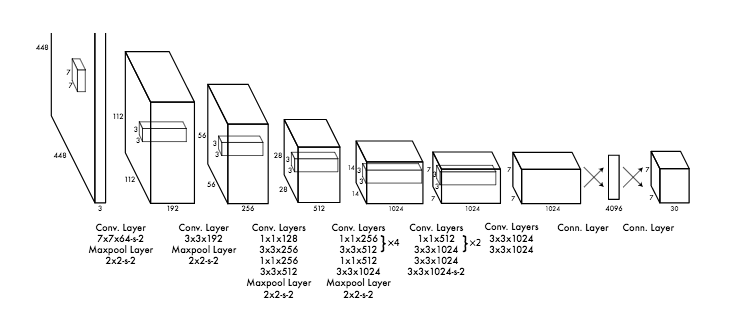 448
7
7
448
3
112
3
3
112
192
56
3
3
56
256
28
3
3
28
512
14
3
3
14
1024
7
3
3
7
1024
7
7
1024
4096
7
7
30
Conv. Layer
7x7x64-s-2
Maxpool Layer
2x2-s-2
Conv. Layer
3x3x192
Maxpool Layer
2x2-s-2
Conv. Layers
1x1x128
3x3x256
1x1x256
3x3x512
Maxpool Layer
2x2-s-2
Conv. Layers
1x1x256
3x3x512 }×4
1x1x512
3x3x1024
Maxpool Layer
2x2-s-2
Conv. Layers
1x1x512
3x3x1024 }×2
3x3x1024
3x3x1024-s-2
Conv. Layers
3x3x1024
3x3x1024
Conn. Layer
Conn. Layer